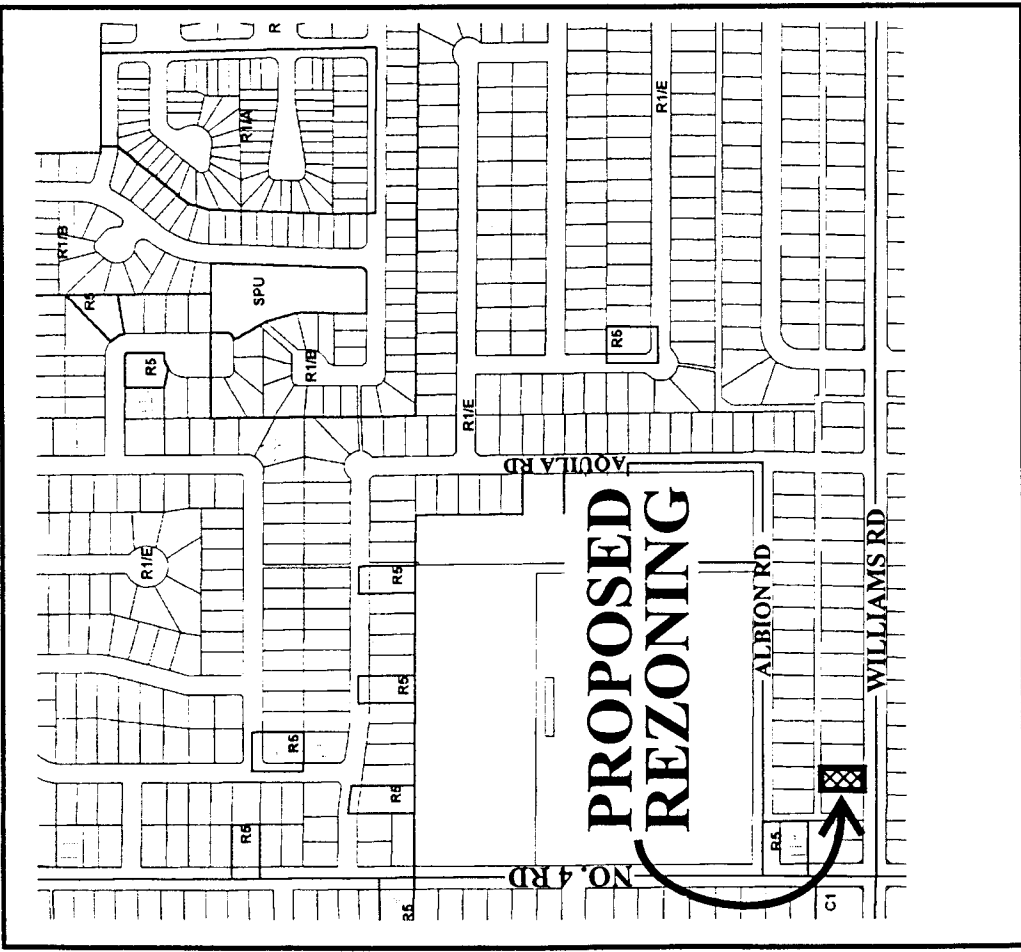 R
R1/A
R1/E
R1/B
R5
SPU
R5
R1/B
R5
R1/E
AQUILA RD
R1/E
R5
R5
R5
R5
R5
R5
PROPOSED
REZONING
ALBION RD
WILLIAMS RD
R5
NO. 4 RD
C1